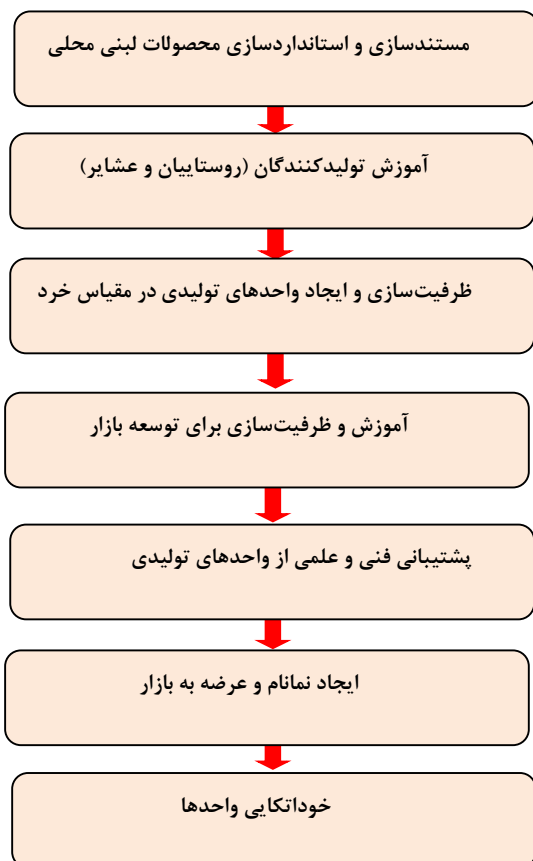 مستندسازی و استانداردسازی محصولات لبنی محلی
آموزش تولیدکنندگان (روستاییان و عشایر)
ظرفیت‌سازی و ایجاد واحدهای تولیدی در مقیاس خرد
آموزش و ظرفیت‌سازی برای توسعه بازار
پشتیبانی فنی و علمی از واحدهای تولیدی
ایجاد نمانام و عرضه به بازار
خوداتکایی واحدها